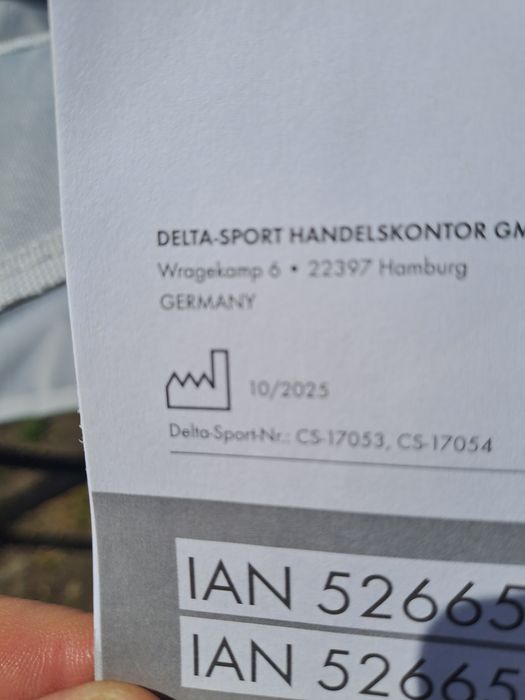 DELTA-SPORT HANDELSKONTOR GM
Wragekamp 6 • 22397 Hamburg
GERMANY
10/2025
Delta-Sport-Nr.: CS-17053, CS-17054
IAN 52665
IAN 52665